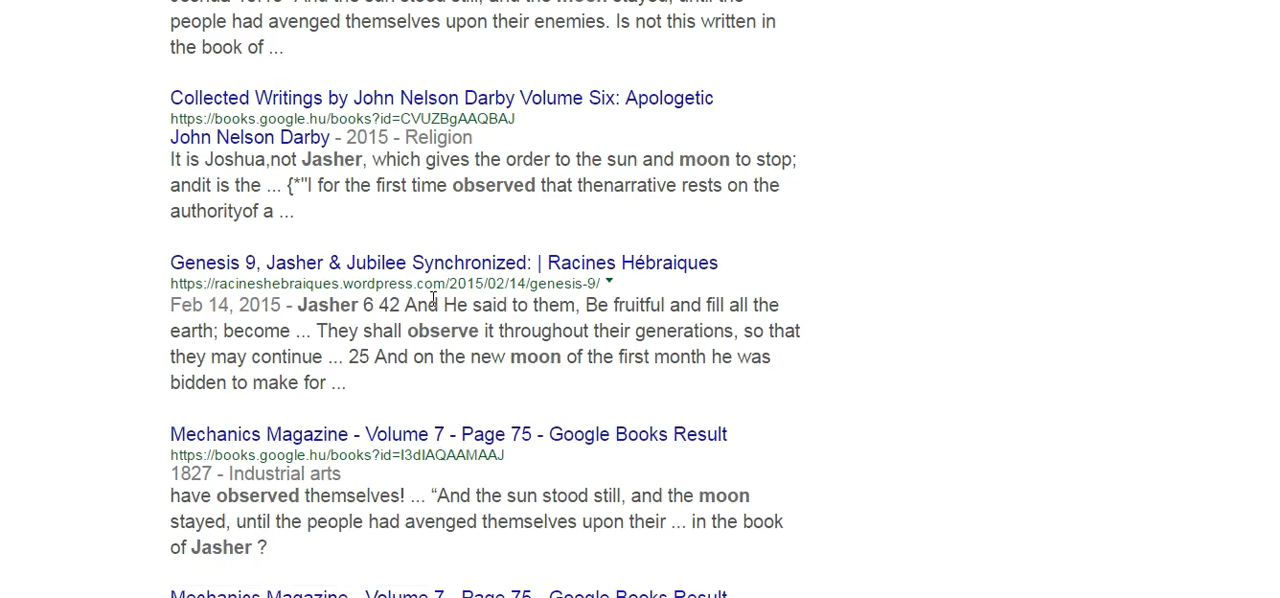 people had avenged themselves upon their enemies. Is not this written in
the book of ...
Collected Writings by John Nelson Darby Volume Six: Apologetic
https://books.google.hu/books?id=CVUZBgAAQBAJ
John Nelson Darby - 2015 - Religion
It is Joshua,not Jasher, which gives the order to the sun and moon to stop;
andit is the ... {*"I for the first time observed that thenarrative rests on the
authorityof a ...
Genesis 9, Jasher & Jubilee Synchronized: | Racines Hébraiques
https://racineshebraiques.wordpress.com/2015/02/14/genesis-9/
Feb 14, 2015 - Jasher 6 42 And He said to them, Be fruitful and fill all the
earth; become ... They shall observe it throughout their generations, so that
they may continue ... 25 And on the new moon of the first month he was
bidden to make for ...
Mechanics Magazine - Volume 7 - Page 75 - Google Books Result
https://books.google.hu/books?id=I3dIAQAAMAAJ
1827 - Industrial arts
have observed themselves! ... “And the sun stood still, and the moon
stayed, until the people had avenged themselves upon their ... in the book
of Jasher ?
Mechanics Magazine - Volume 7 - Page 75 - Google Books Result